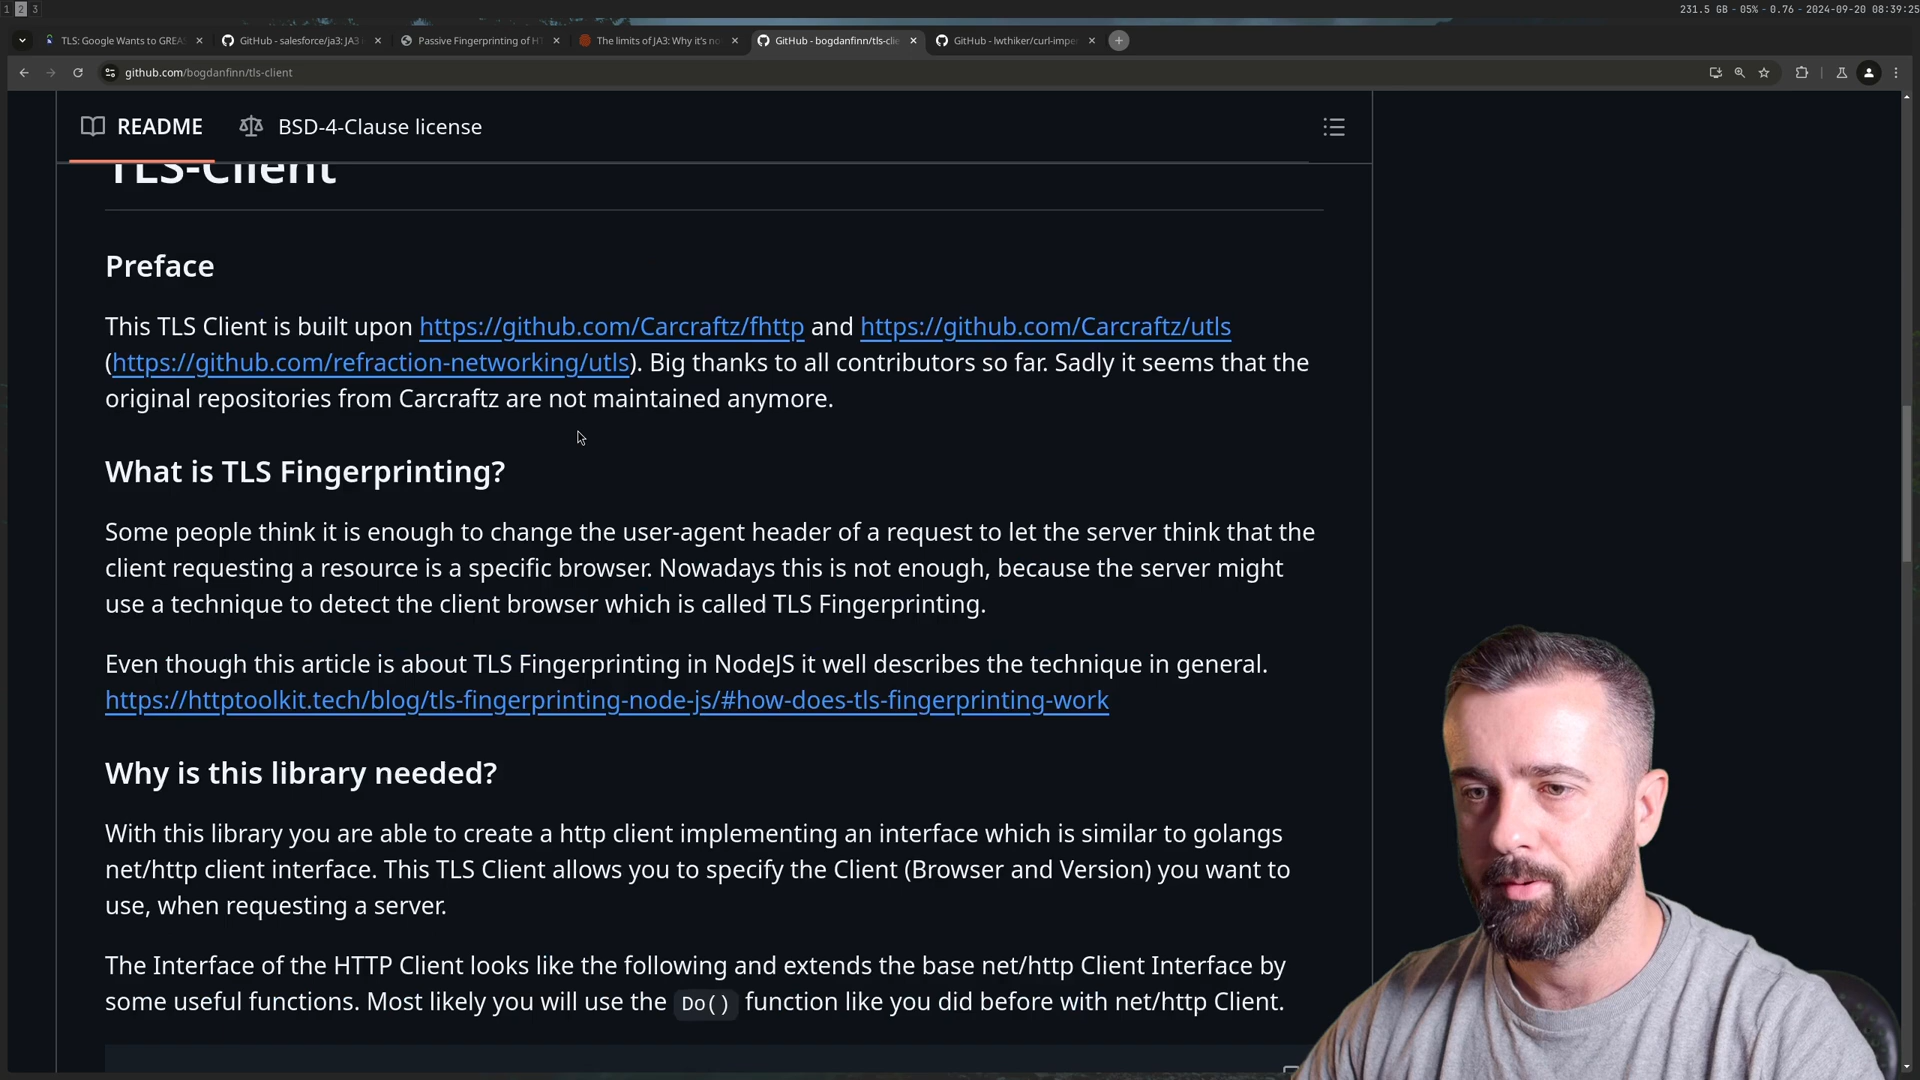 1 2 3
231.5 GB - 05% - 0.76 - 2024-09-20 08:39:25
TLS: Google Wants to GREA
GitHub - salesforce/ja3: JA3
Passive Fingerprinting of HT
The limits of JA3: Why it's no
GitHub - bogdanfinn/tls-clie
GitHub - lwthiker/curl-imper
github.com/bogdanfinn/tls-client
README
BSD-4-Clause license
TLS-Client
Preface
This TLS Client is built upon https://github.com/Carcraftz/fhttp and https://github.com/Carcraftz/utls
(https://github.com/refraction-networking/utls). Big thanks to all contributors so far. Sadly it seems that the
original repositories from Carcraftz are not maintained anymore.
What is TLS Fingerprinting?
Some people think it is enough to change the user-agent header of a request to let the server think that the
client requesting a resource is a specific browser. Nowadays this is not enough, because the server might
use a technique to detect the client browser which is called TLS Fingerprinting.
Even though this article is about TLS Fingerprinting in NodeJS it well describes the technique in general.
https://httptoolkit.tech/blog/tls-fingerprinting-node-js/#how-does-tls-fingerprinting-work
Why is this library needed?
With this library you are able to create a http client implementing an interface which is similar to golangs
net/http client interface. This TLS Client allows you to specify the Client (Browser and Version) you want to
use, when requesting a server.
The Interface of the HTTP Client looks like the following and extends the base net/http Client Interface by
some useful functions. Most likely you will use the Do() function like you did before with net/http Client.